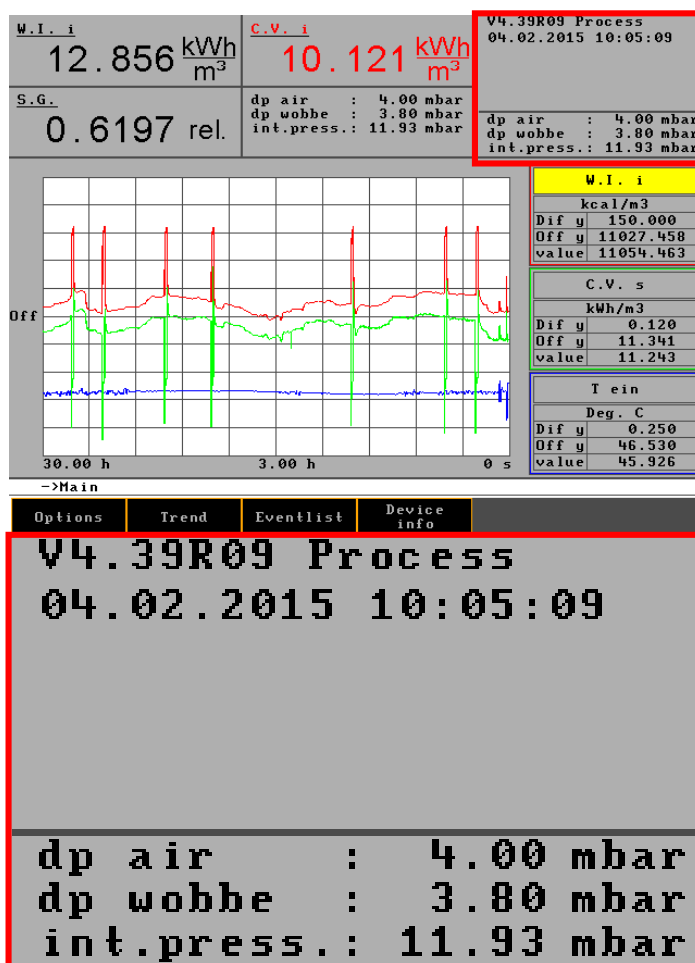 W.I. i
12.856 kWh/m³
C.V. i
10.121 kWh/m³
V4.39R09 Process
04.02.2015 10:05:09
S.G.
0.6197 rel.
dp air : 4.00 mbar
dp wobbe : 3.80 mbar
int.press.: 11.93 mbar
dp air : 4.00 mbar
dp wobbe : 3.80 mbar
int.press.: 11.93 mbar
Off
30.00 h 3.00 h 0 s
W.I. i
kcal/m3
Dif y 150.000
Off y 11027.458
value 11054.463
C.V. s
kWh/m3
Dif y 0.120
Off y 11.341
value 11.243
T ein
Deg. C
Dif y 0.250
Off y 46.530
value 45.926
->Main
Options Trend Eventlist Device info
V4.39R09 Process
04.02.2015 10:05:09
dp air : 4.00 mbar
dp wobbe : 3.80 mbar
int.press.: 11.93 mbar